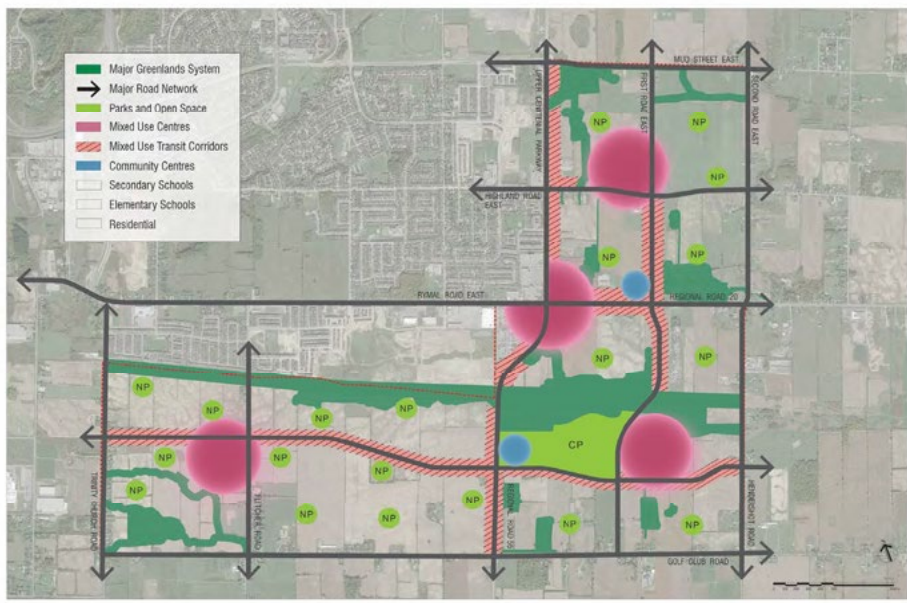 Major Greenlands System
Major Road Network
Parks and Open Space
Mixed Use Centres
Mixed Use Transit Corridors
Community Centres
Secondary Schools
Elementary Schools
Residential
MUD STREET EAST
UPPER CENTENNIAL PARKWAY
FIRST ROAD EAST
SECOND ROAD EAST
NP
NP
NP
HIGHLAND ROAD
EAST
NP
NP
RYMAL ROAD EAST
REGIONAL ROAD 20
NP
NP
NP
NP
NP
NP
CP
NP
NP
NP
NP
NP
NP
NP
NP
NP
TRINITY CHURCH ROAD
FLETCHER ROAD
REGIONAL ROAD 56
HENDERSHOT ROAD
GOLF CLUB ROAD